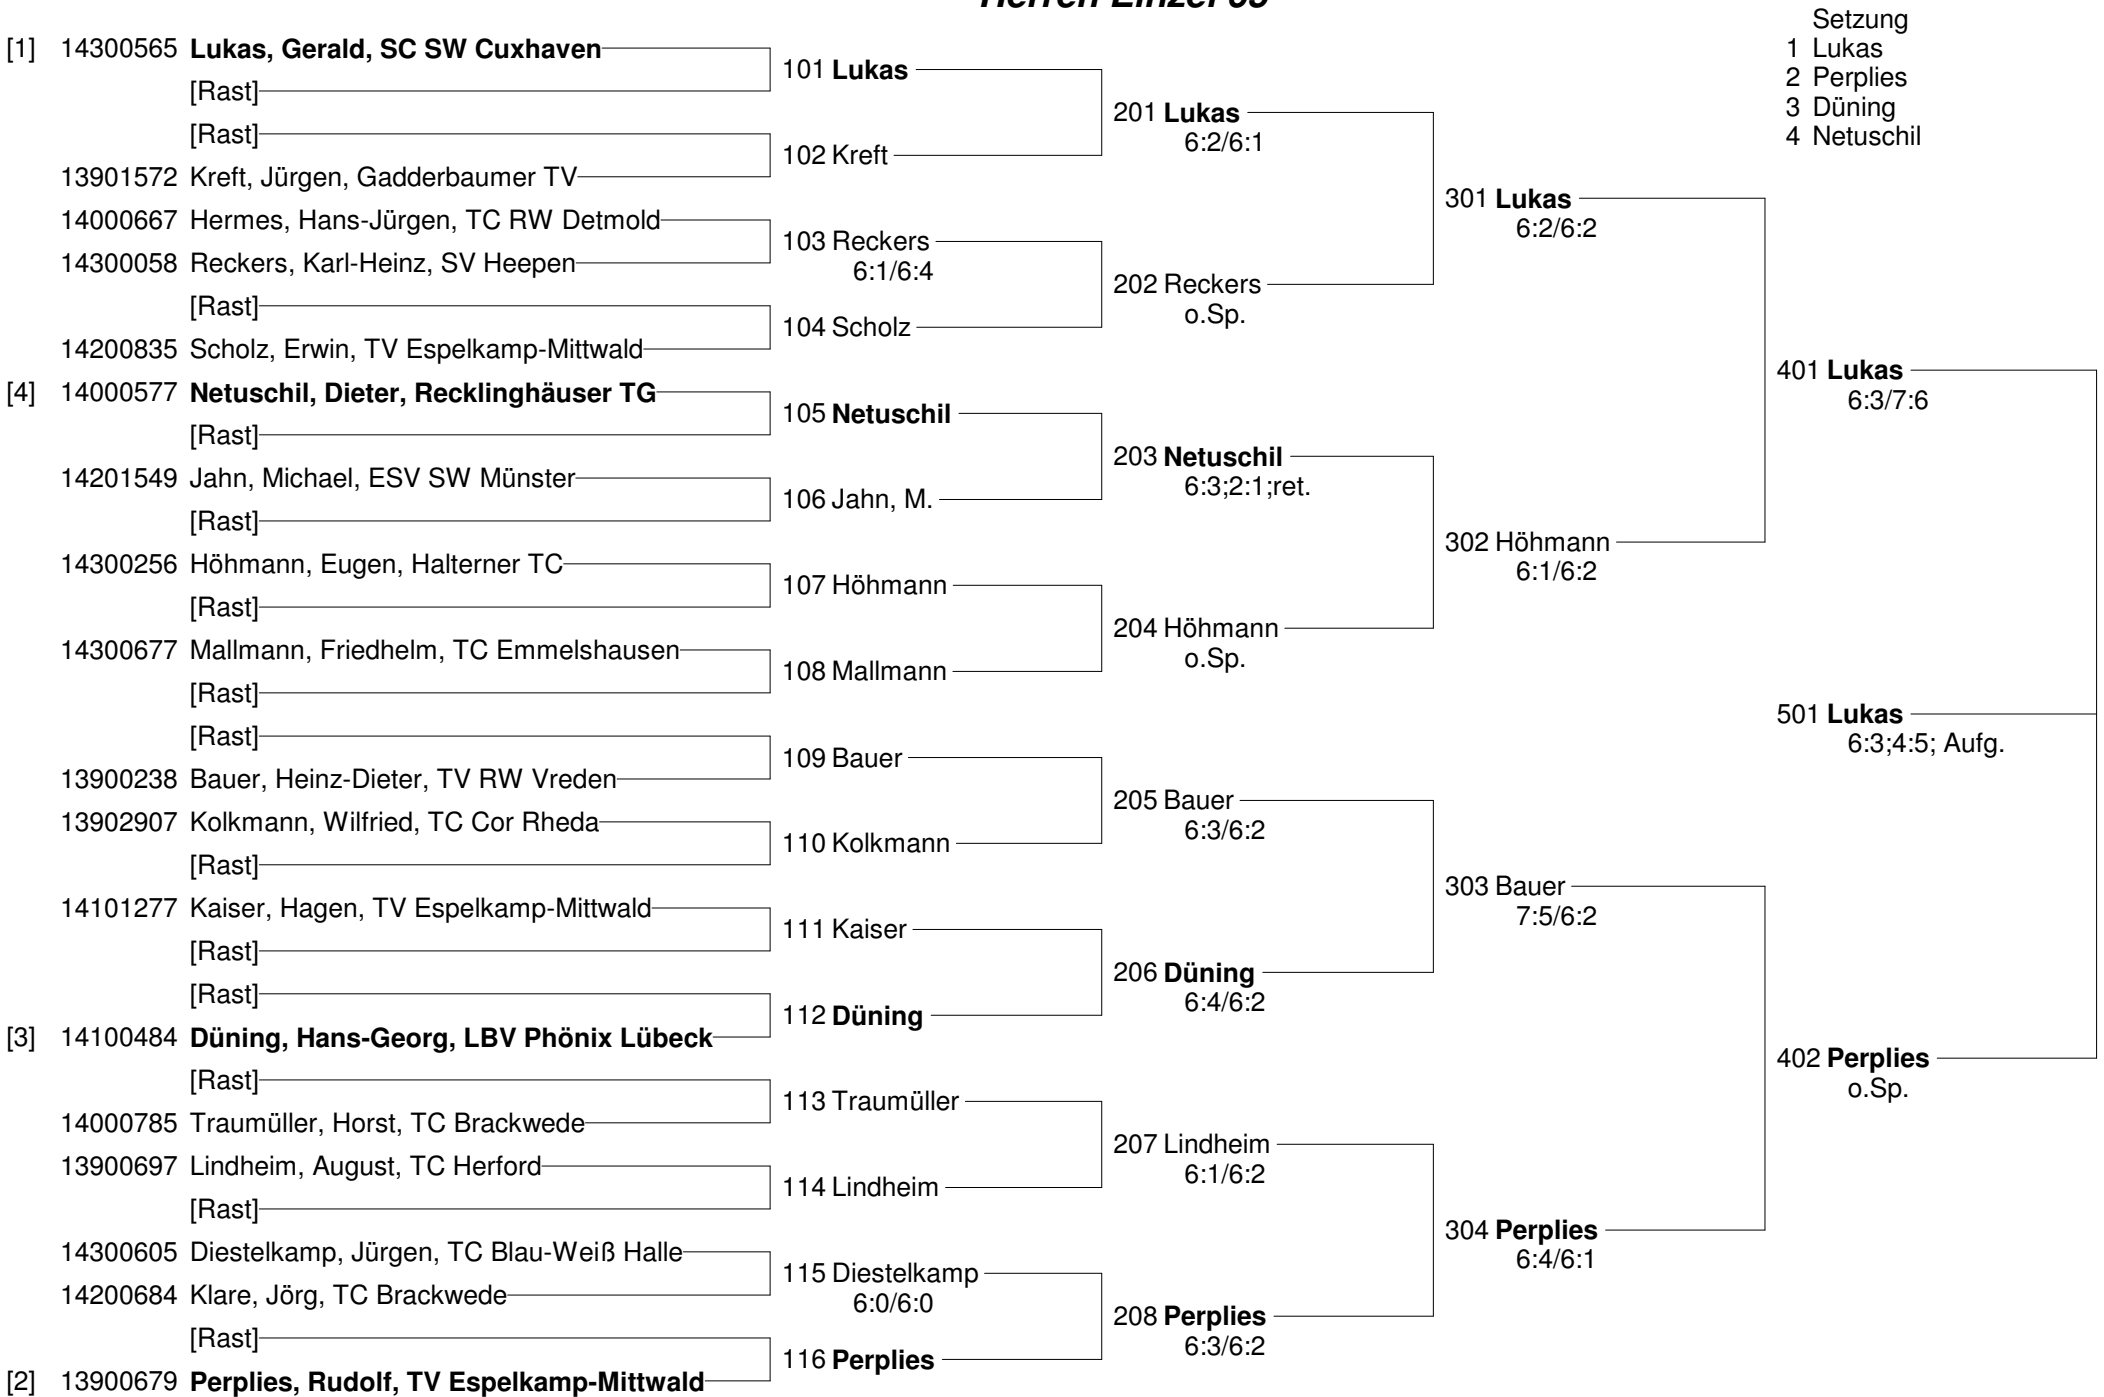 Setzung
1 Lukas
2 Perplies
3 Düning
4 Netuschil
[1] 14300565 Lukas, Gerald, SC SW Cuxhaven
[Rast]
[Rast]
13901572 Kreft, Jürgen, Gadderbaumer TV
14000667 Hermes, Hans-Jürgen, TC RW Detmold
14300058 Reckers, Karl-Heinz, SV Heepen
[Rast]
14200835 Scholz, Erwin, TV Espelkamp-Mittwald
[4] 14000577 Netuschil, Dieter, Recklinghäuser TG
[Rast]
14201549 Jahn, Michael, ESV SW Münster
[Rast]
14300256 Höhmann, Eugen, Halterner TC
[Rast]
14300677 Mallmann, Friedhelm, TC Emmelshausen
[Rast]
[Rast]
13900238 Bauer, Heinz-Dieter, TV RW Vreden
13902907 Kolkmann, Wilfried, TC Cor Rheda
[Rast]
14101277 Kaiser, Hagen, TV Espelkamp-Mittwald
[Rast]
[Rast]
[3] 14100484 Düning, Hans-Georg, LBV Phönix Lübeck
[Rast]
14000785 Traumüller, Horst, TC Brackwede
13900697 Lindheim, August, TC Herford
[Rast]
14300605 Diestelkamp, Jürgen, TC Blau-Weiß Halle
14200684 Klare, Jörg, TC Brackwede
[Rast]
[2] 13900679 Perplies, Rudolf, TV Espelkamp-Mittwald
101 Lukas
102 Kreft
103 Reckers
6:1/6:4
104 Scholz
105 Netuschil
106 Jahn, M.
107 Höhmann
108 Mallmann
109 Bauer
110 Kolkmann
111 Kaiser
112 Düning
113 Traumüller
114 Lindheim
115 Diestelkamp
6:0/6:0
116 Perplies
201 Lukas
6:2/6:1
202 Reckers
o.Sp.
203 Netuschil
6:3;2:1;ret.
204 Höhmann
o.Sp.
205 Bauer
6:3/6:2
206 Düning
6:4/6:2
207 Lindheim
6:1/6:2
208 Perplies
6:3/6:2
301 Lukas
6:2/6:2
302 Höhmann
6:1/6:2
303 Bauer
7:5/6:2
304 Perplies
6:4/6:1
401 Lukas
6:3/7:6
402 Perplies
o.Sp.
501 Lukas
6:3;4:5; Aufg.